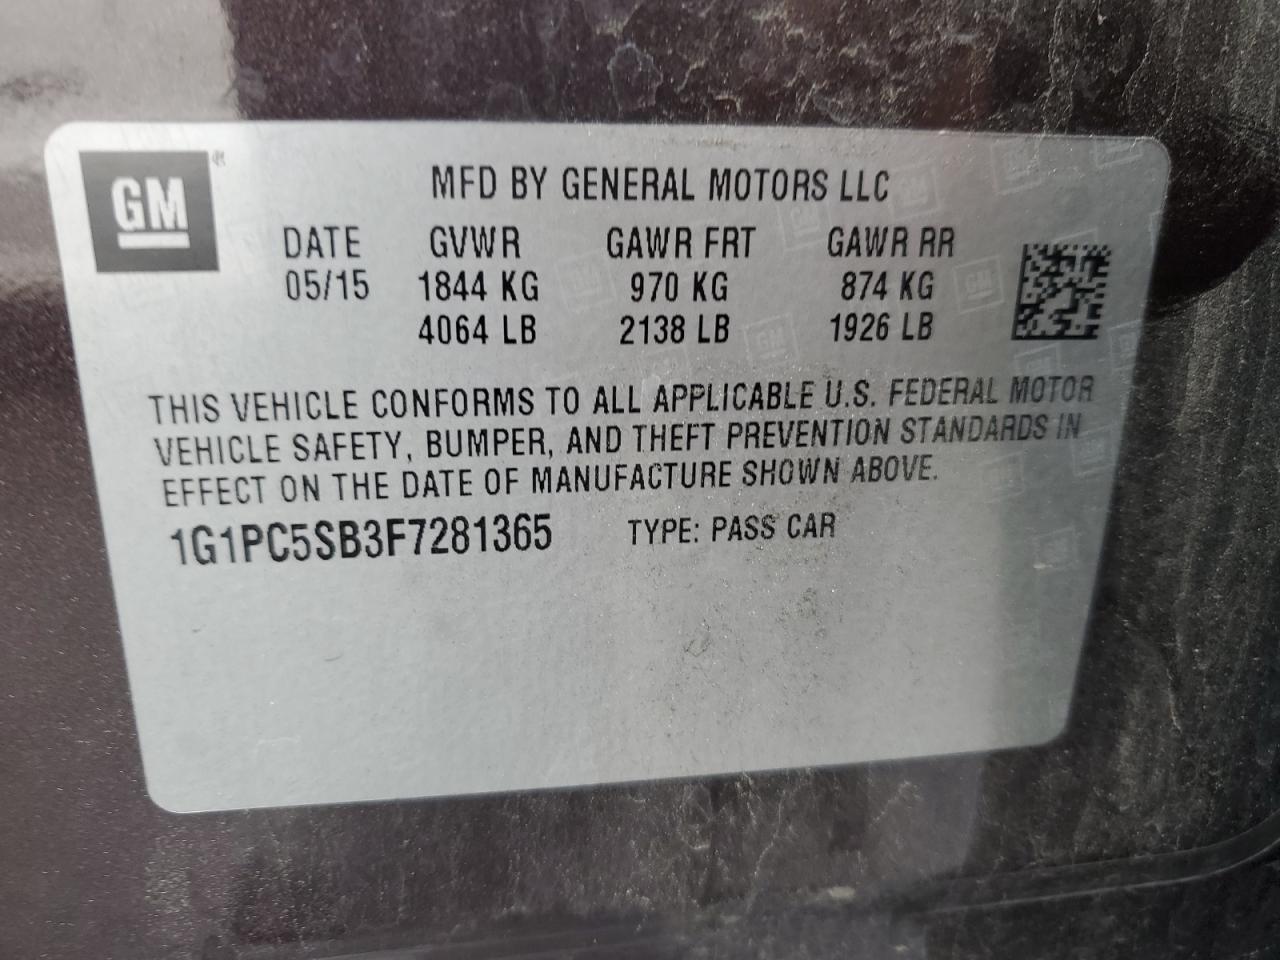 GM
MFD BY GENERAL MOTORS LLC
DATE GVWR GAWR FRT GAWR RR
05/15 1844 KG 970 KG 874 KG
4064 LB 2138 LB 1926 LB
THIS VEHICLE CONFORMS TO ALL APPLICABLE U.S. FEDERAL MOTOR
VEHICLE SAFETY, BUMPER, AND THEFT PREVENTION STANDARDS IN
EFFECT ON THE DATE OF MANUFACTURE SHOWN ABOVE.
1G1PC5SB3F7281365 TYPE: PASS CAR